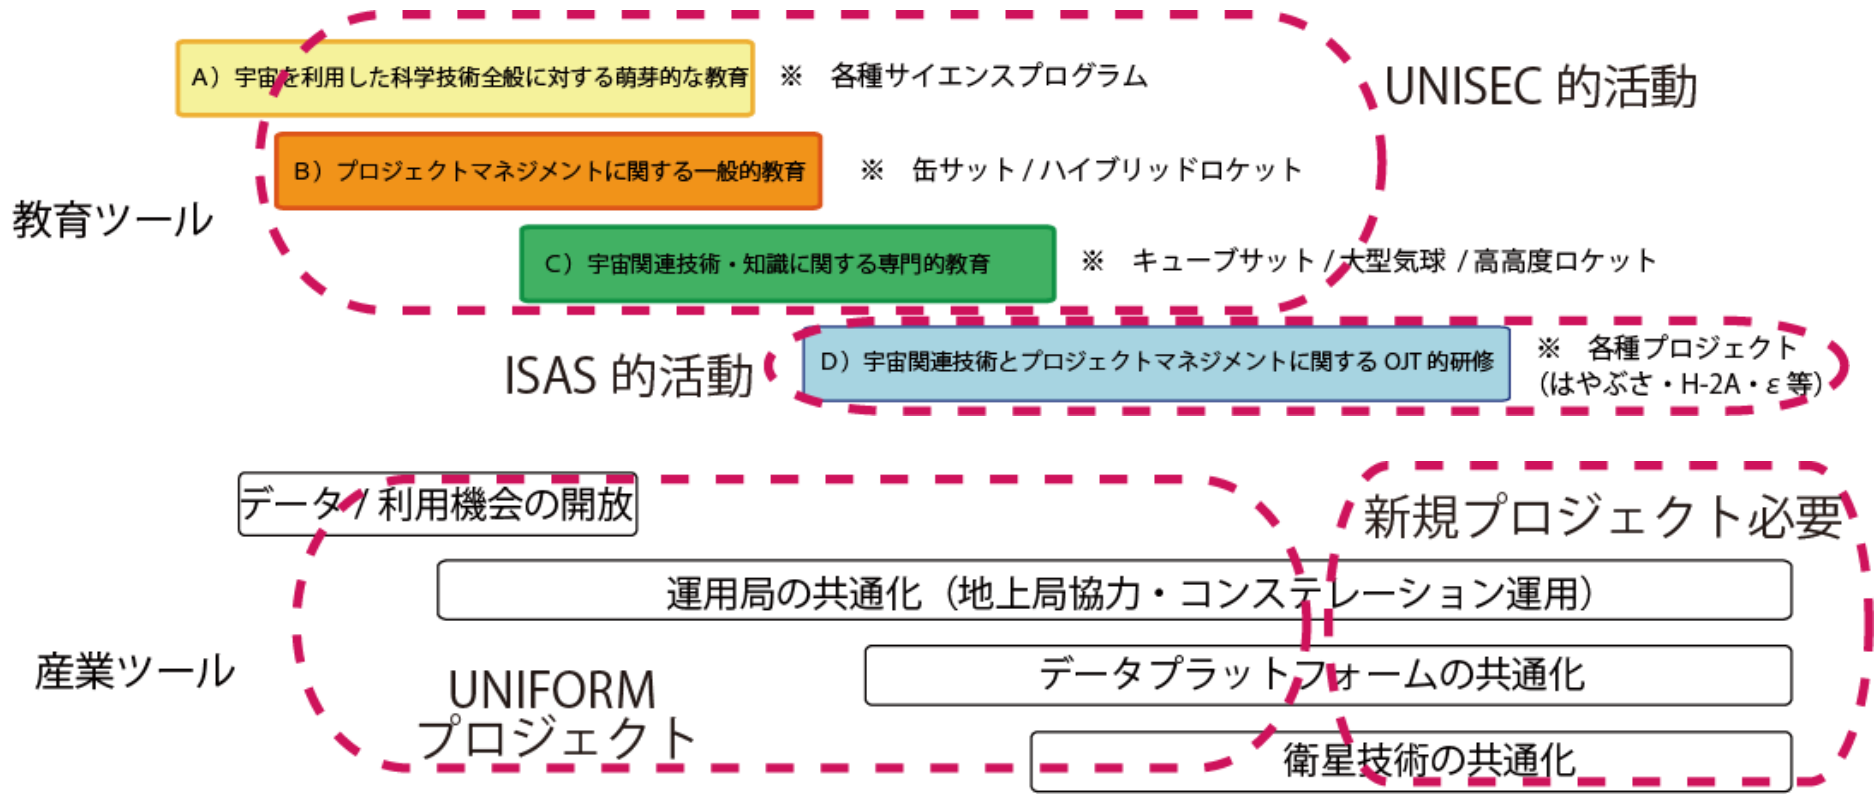 A）宇宙を利用した科学技術全般に対する萌芽的な教育
※　各種サイエンスプログラム
UNISEC 的活動
B）プロジェクトマネジメントに関する一般的教育
※　缶サット / ハイブリッドロケット
教育ツール
C）宇宙関連技術・知識に関する専門的教育
※　キューブサット / 大型気球 / 高高度ロケット
ISAS 的活動
D）宇宙関連技術とプロジェクトマネジメントに関する OJT 的研修
※　各種プロジェクト
（はやぶさ・H-2A・ε 等）
データ / 利用機会の開放
新規プロジェクト必要
運用局の共通化（地上局協力・コンステレーション運用）
産業ツール
データプラットフォームの共通化
UNIFORM
プロジェクト
衛星技術の共通化